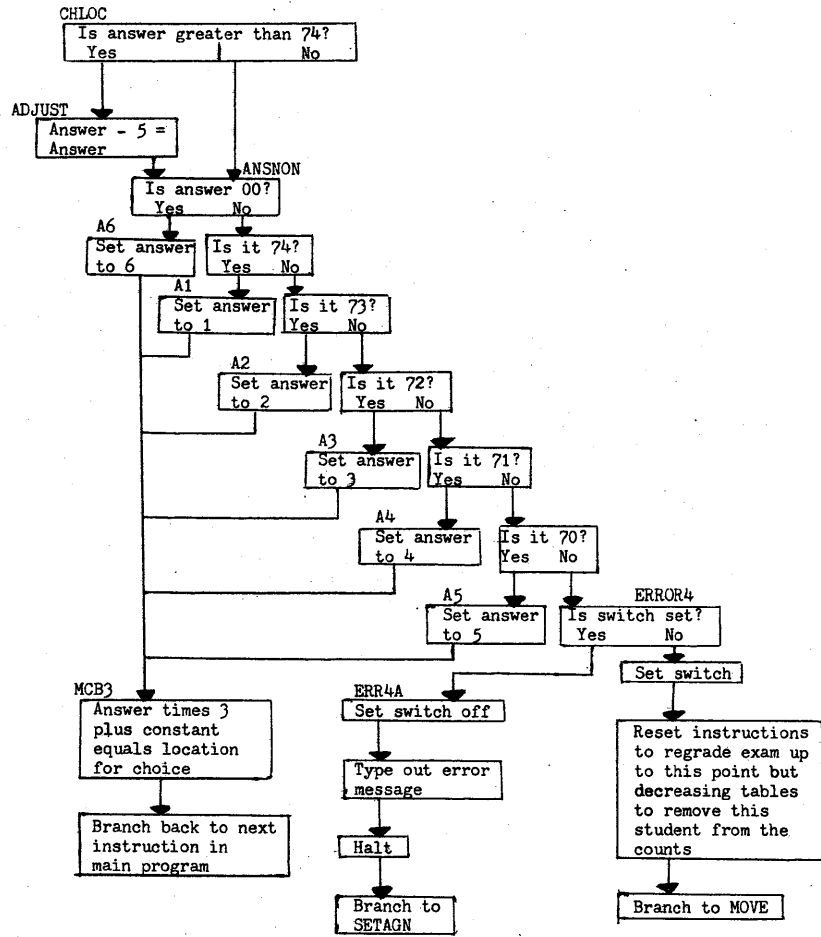 CHLOC
Is answer greater than 74?
Yes No
ADJUST
Answer - 5 =
Answer
ANSNON
Is answer 00?
Yes No
A6
Set answer
to 6
Is it 74?
Yes No
A1
Set answer
to 1
Is it 73?
Yes No
A2
Set answer
to 2
Is it 72?
Yes No
A3
Set answer
to 3
Is it 71?
Yes No
A4
Set answer
to 4
Is it 70?
Yes No
A5
Set answer
to 5
ERROR4
Is switch set?
Yes No
Set switch
MCB3
Answer times 3
plus constant
equals location
for choice
ERR4A
Set switch off
Reset instructions
to regrade exam up
to this point but
decreasing tables
to remove this
student from the
counts
Type out error
message
Branch back to next
instruction in
main program
Halt
Branch to
SETAGN
Branch to MOVE